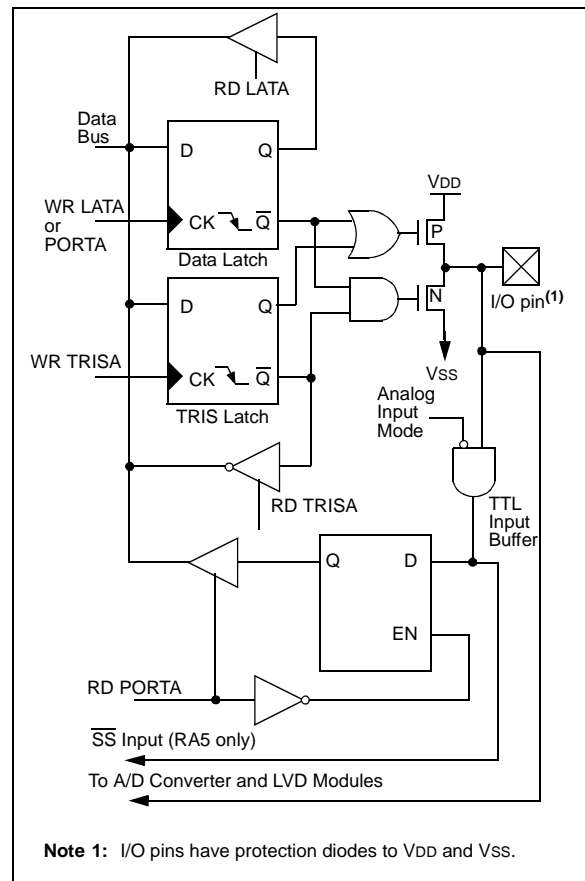 RD LATA
Data
Bus
D
Q
VDD
WR LATA
or
PORTA
CK
Q
P
Data Latch
I/O pin(1)
D
Q
N
WR TRISA
CK
Q
VSS
TRIS Latch
Analog
Input
Mode
RD TRISA
TTL
Input
Buffer
Q
D
EN
RD PORTA
SS Input (RA5 only)
To A/D Converter and LVD Modules
Note 1: I/O pins have protection diodes to VDD and VSS.